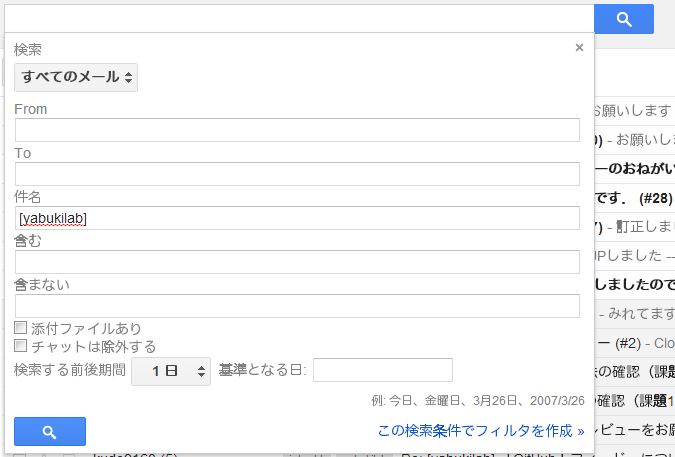 検索
×
すべてのメール
From
お願いします
To
- お願いしま
ーのおねがい
件名
です． (#28)
[yabukilab]
- 訂正しま
含む
UPしました --
含まない
しましたので
- みれてます
添付ファイルあり
チャットは除外する
ー (#2) - Clo
検索する前後期間 1 日 基準となる日:
の確認（課題
例: 今日、金曜日、3月26日、2007/3/26
確認（課題1
この検索条件でフィルタを作成 »
レビューをお願